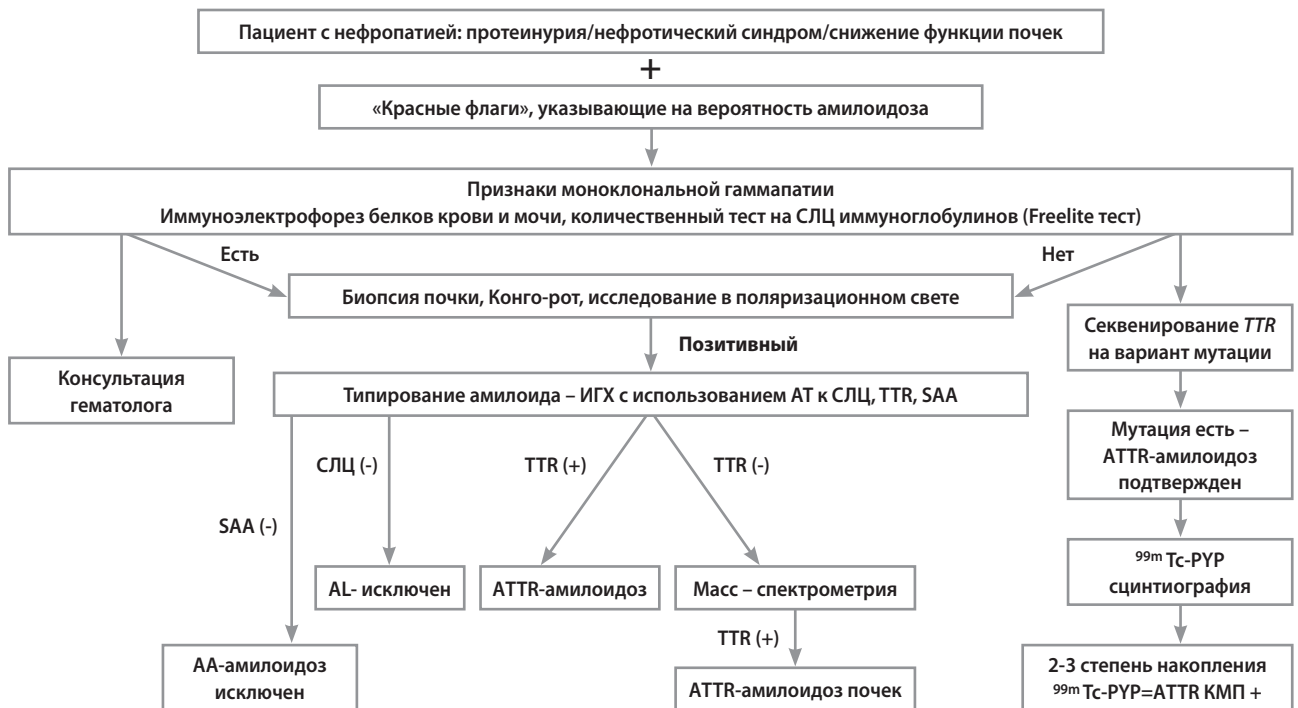 Пациент с нефропатией: протеинурия/нефротический синдром/снижение функции почек
+
«Красные флаги», указывающие на вероятность амилоидоза
Признаки моноклональной гаммапатии
Иммуноэлектрофорез белков крови и мочи, количественный тест на СЛЦ иммуноглобулинов (Freelite тест)
Есть
Нет
Биопсия почки, Конго-рот, исследование в поляризационном свете
Секвенирование TTR
на вариант мутации
Позитивный
Консультация
гематолога
Типирование амилоида – ИГХ с использованием АТ к СЛЦ, TTR, SAA
Мутация есть –
ATTR-амилоидоз
подтвержден
СЛЦ (-)
TTR (+)
TTR (-)
SAA (-)
99m Tc-PYP
сцинтиография
AL- исключен
ATTR-амилоидоз
Масс – спектрометрия
TTR (+)
АА-амилоидоз
исключен
ATTR-амилоидоз почек
2-3 степень накопления
99m Tc-PYP=ATTR КМП +